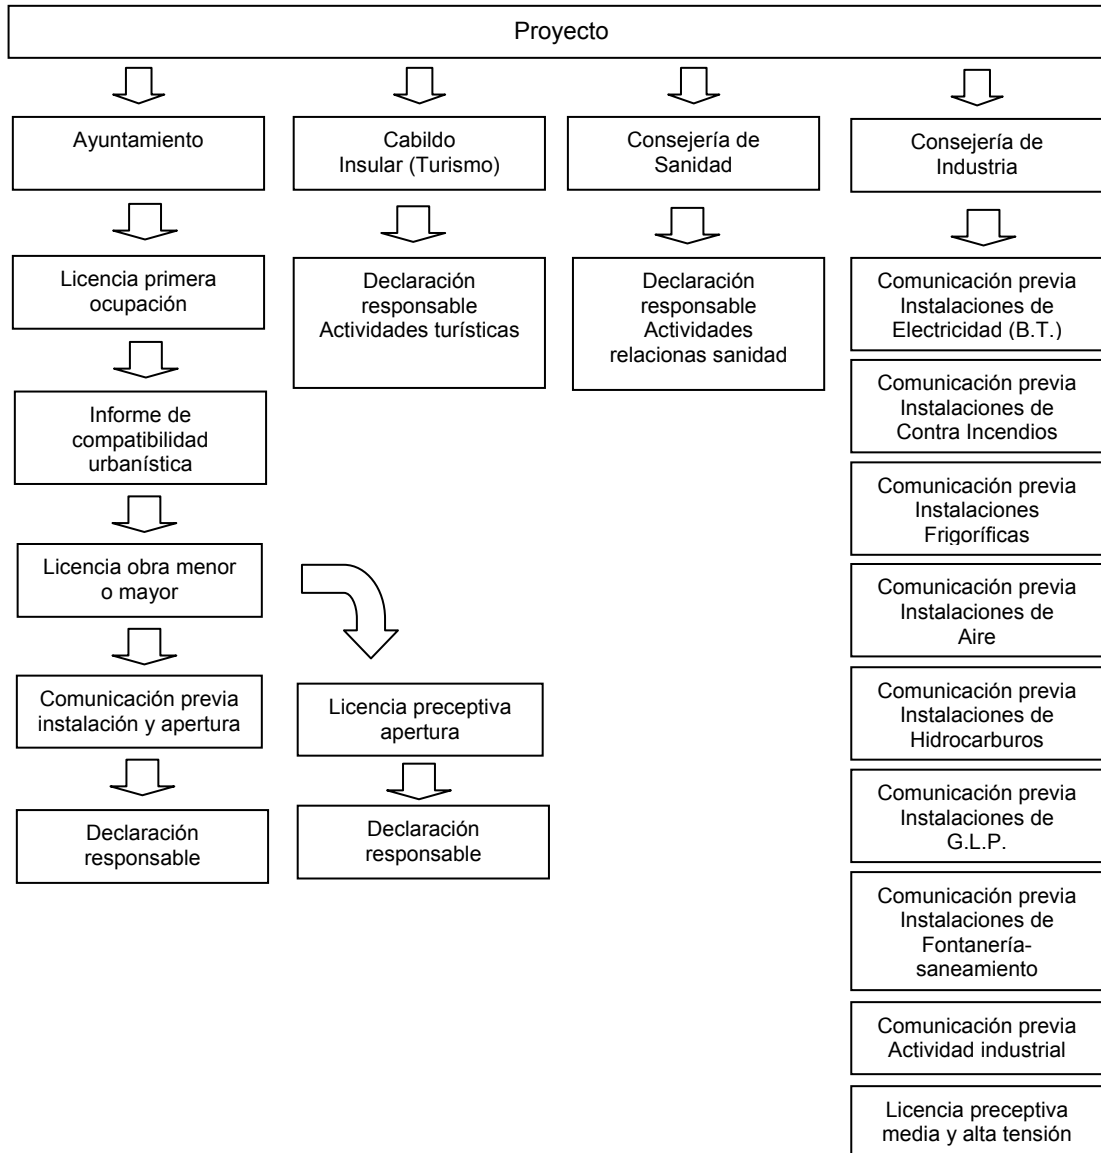 Proyecto
Ayuntamiento
Cabildo
Insular (Turismo)
Consejería de
Sanidad
Consejería de
Industria
Licencia primera
ocupación
Informe de
compatibilidad
urbanística
Licencia obra menor
o mayor
Comunicación previa
instalación y apertura
Declaración
responsable
Licencia preceptiva
apertura
Declaración
responsable
Declaración
responsable
Actividades turísticas
Declaración
responsable
Actividades
relacionas sanidad
Comunicación previa
Instalaciones de
Electricidad (B.T.)
Comunicación previa
Instalaciones de
Contra Incendios
Comunicación previa
Instalaciones
Frigoríficas
Comunicación previa
Instalaciones de
Aire
Comunicación previa
Instalaciones de
Hidrocarburos
Comunicación previa
Instalaciones de
G.L.P.
Comunicación previa
Instalaciones de
Fontanería-
saneamiento
Comunicación previa
Actividad industrial
Licencia preceptiva
media y alta tensión